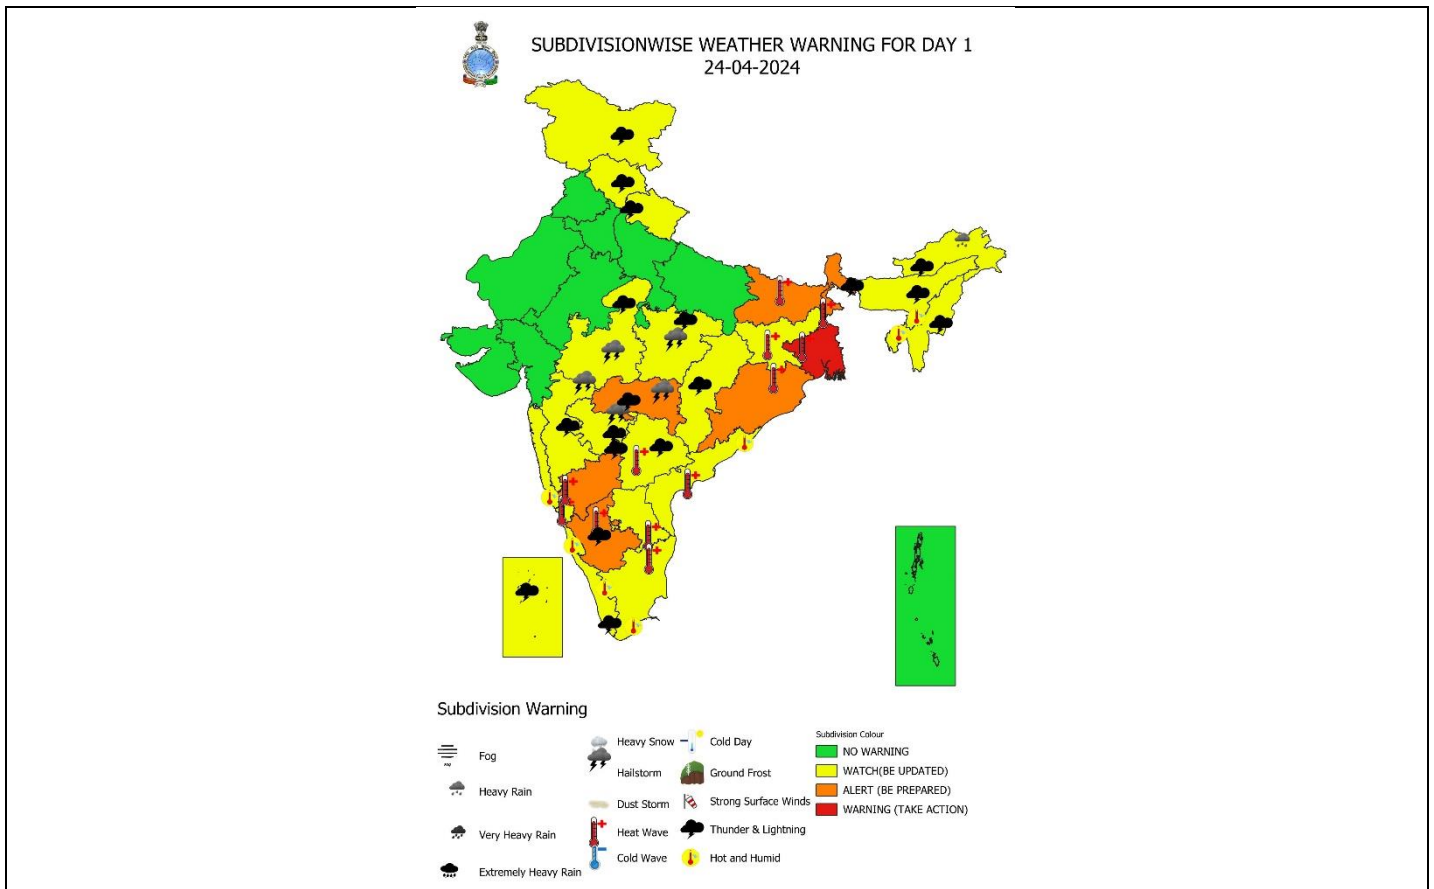 SUBDIVISIONWISE WEATHER WARNING FOR DAY 1
24-04-2024
Subdivision Warning
Fog
FOG
Heavy Rain
Very Heavy Rain
Extremely Heavy Rain
Heavy Snow
Hailstorm
Dust Storm
Heat Wave
Cold Wave
Cold Day
Ground Frost
Strong Surface Winds
Thunder & Lightning
Hot and Humid
Subdivision Colour
NO WARNING
WATCH(BE UPDATED)
ALERT (BE PREPARED)
WARNING (TAKE ACTION)